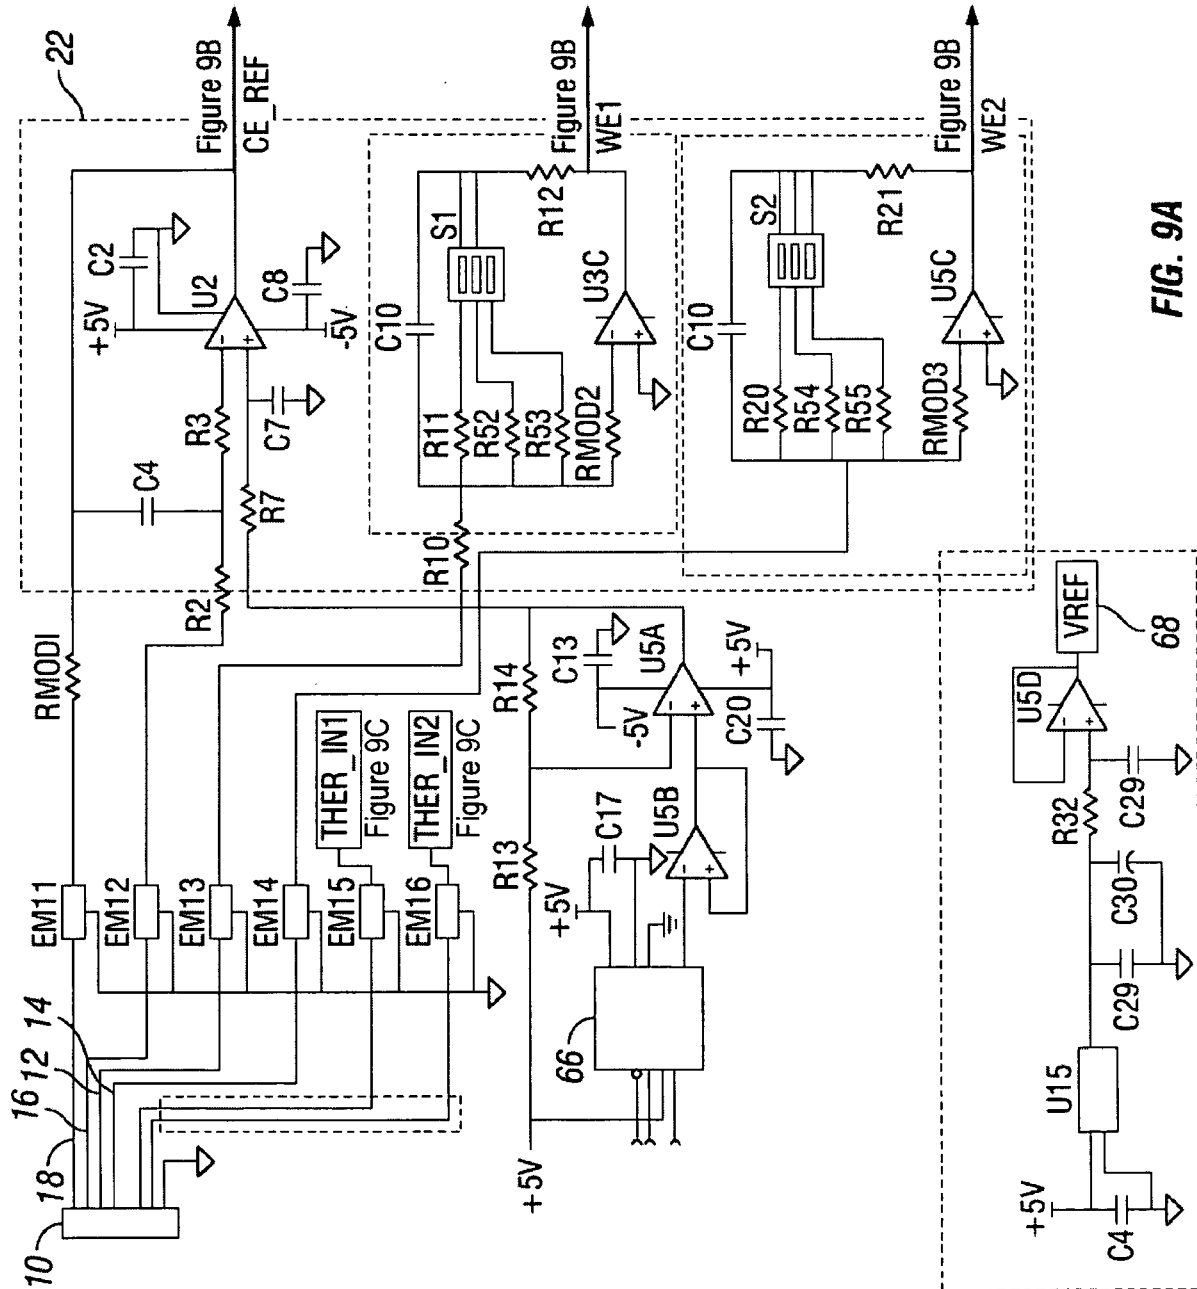 22
Figure 9B
CE_REF
+5V
C2
U2
C8
-5V
R3
C7
C4
R7
R2
RMODI
Figure 9B
WE1
C10
S1
R12
R11
R52
R53
RMOD2
U3C
R10
Figure 9B
WE2
C10
S2
R21
R20
R54
R55
RMOD3
U5C
10
18
16
12
14
EM11
EM12
EM13
EM14
EM15
EM16
THER_IN1
Figure 9C
THER_IN2
Figure 9C
R14
R13
C13
U5A
-5V
+5V
C20
C17
U5B
+5V
66
+5V
VREF
68
U5D
R32
C29
C30
C29
U15
+5V
C4
FIG. 9A